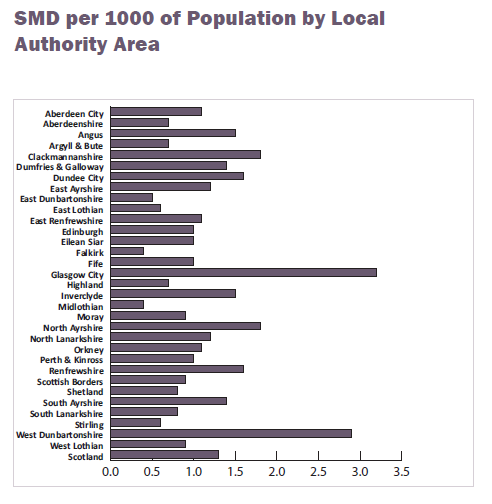 SMD per 1000 of Population by Local
Authority Area
Aberdeen City
Aberdeenshire
Angus
Argyll & Bute
Clackmannanshire
Dumfries & Galloway
Dundee City
East Ayrshire
East Dunbartonshire
East Lothian
East Renfrewshire
Edinburgh
Eilean Siar
Falkirk
Fife
Glasgow City
Highland
Inverclyde
Midlothian
Moray
North Ayrshire
North Lanarkshire
Orkney
Perth & Kinross
Renfrewshire
Scottish Borders
Shetland
South Ayrshire
South Lanarkshire
Stirling
West Dunbartonshire
West Lothian
Scotland
0.0 0.5 1.0 1.5 2.0 2.5 3.0 3.5